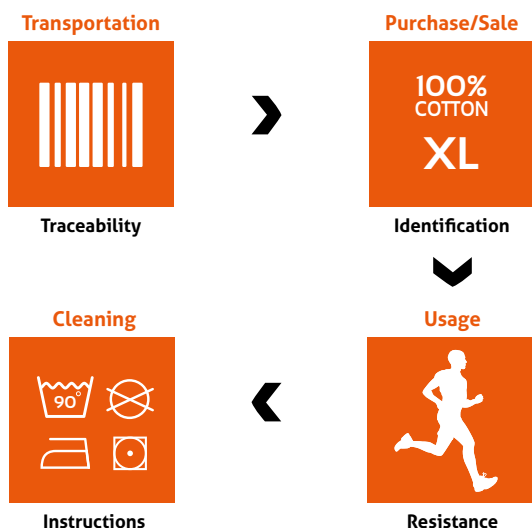 Transportation
Purchase/Sale
100%
COTTON
XL
Traceability
Identification
Cleaning
Usage
90°
Instructions
Resistance